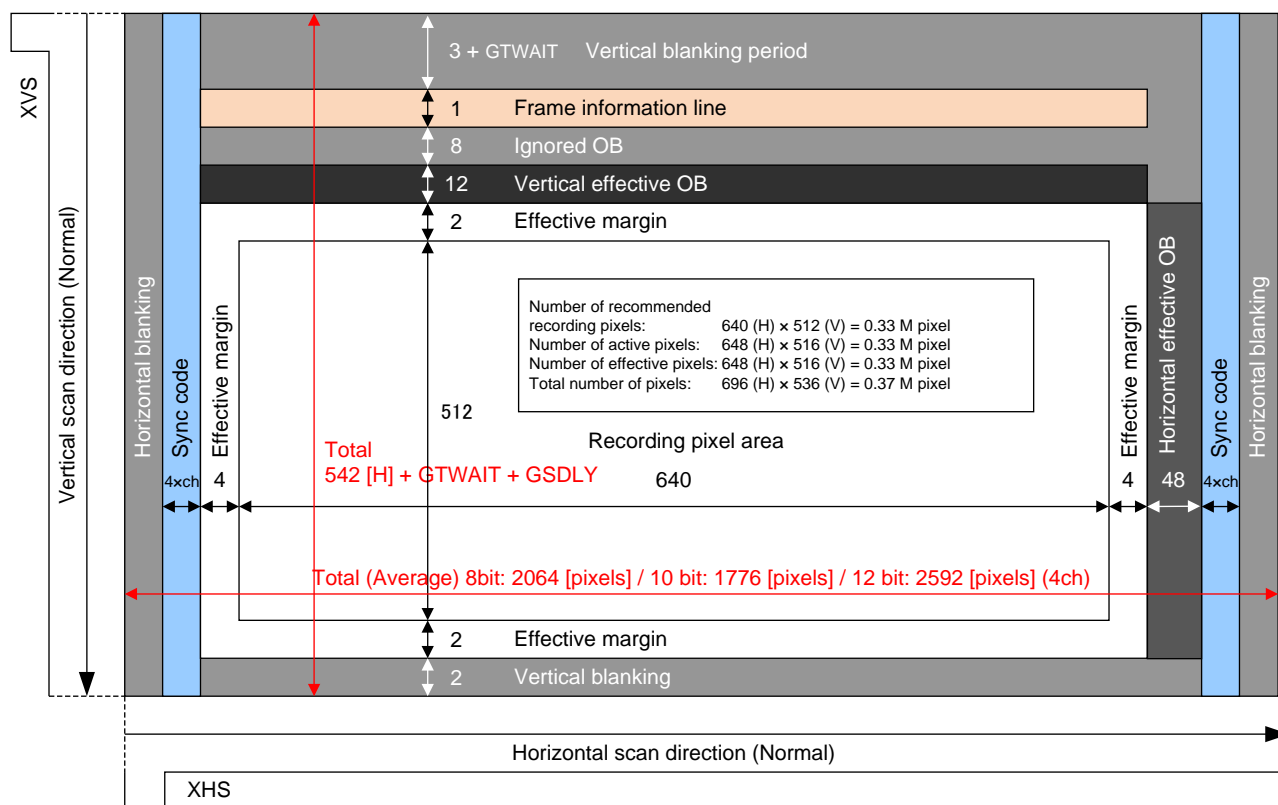 XVS
Vertical scan direction (Normal)
3 + GTWAIT Vertical blanking period
1 Frame information line
8 Ignored OB
12 Vertical effective OB
2 Effective margin
Number of recommended
recording pixels: 640 (H) × 512 (V) = 0.33 M pixel
Number of active pixels: 648 (H) × 516 (V) = 0.33 M pixel
Number of effective pixels: 648 (H) × 516 (V) = 0.33 M pixel
Total number of pixels: 696 (H) × 536 (V) = 0.37 M pixel
Horizontal blanking
Sync code
4×ch
Effective margin
4
512
Total
542 [H] + GTWAIT + GSDLY
Recording pixel area
640
Effective margin
4
Horizontal effective OB
48
Sync code
4×ch
Horizontal blanking
Total (Average) 8bit: 2064 [pixels] / 10 bit: 1776 [pixels] / 12 bit: 2592 [pixels] (4ch)
2 Effective margin
2 Vertical blanking
Horizontal scan direction (Normal)
XHS